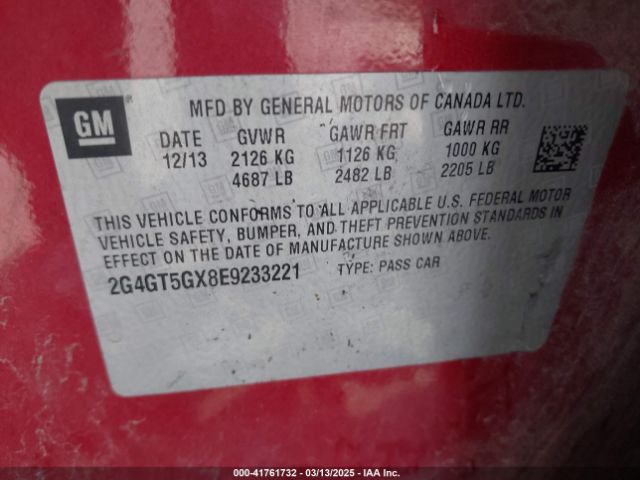 GM
MFD BY GENERAL MOTORS OF CANADA LTD.
DATE GVWR GAWR FRT GAWR RR
12/13 2126 KG 1126 KG 1000 KG
4687 LB 2482 LB 2205 LB
THIS VEHICLE CONFORMS TO ALL APPLICABLE U.S. FEDERAL MOTOR
VEHICLE SAFETY, BUMPER, AND THEFT PREVENTION STANDARDS IN
EFFECT ON THE DATE OF MANUFACTURE SHOWN ABOVE.
2G4GT5GX8E9233221 TYPE: PASS CAR
000-41761732 - 03/13/2025 - IAA Inc.